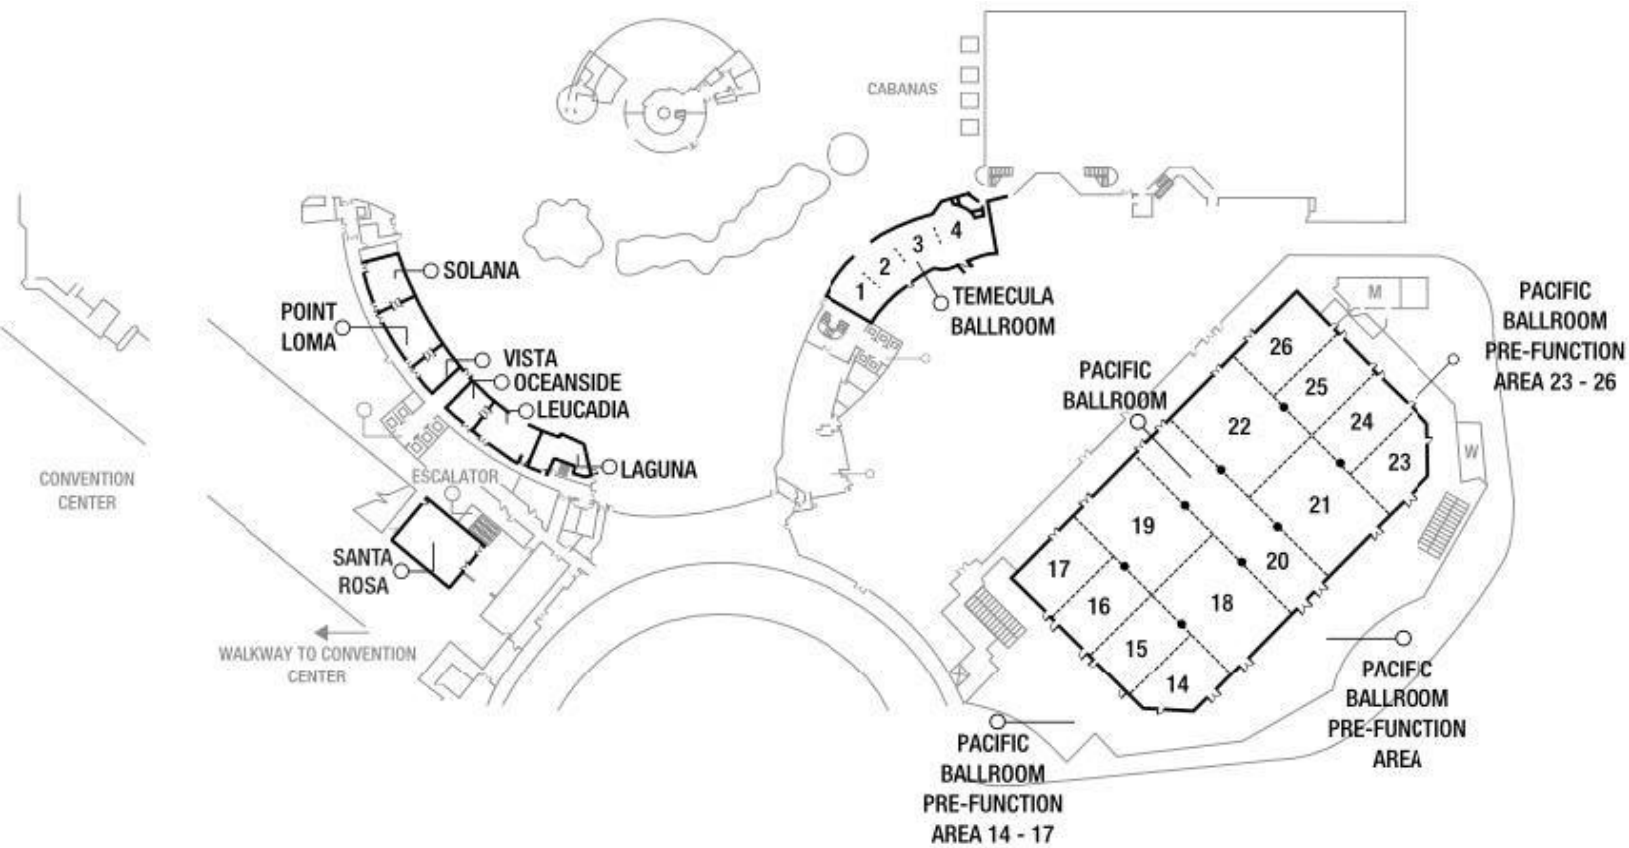 CABANAS
SOLANA
POINT
LOMA
VISTA
OCEANSIDE
LEUCADIA
LAGUNA
ESCALATOR
CONVENTION
CENTER
SANTA
ROSA
WALKWAY TO CONVENTION
CENTER
1
2
3
4
TEMECULA
BALLROOM
PACIFIC
BALLROOM
M
W
26
25
24
23
22
21
20
19
18
17
16
15
14
PACIFIC
BALLROOM
PRE-FUNCTION
AREA 23 - 26
PACIFIC
BALLROOM
PRE-FUNCTION
AREA
PACIFIC
BALLROOM
PRE-FUNCTION
AREA 14 - 17